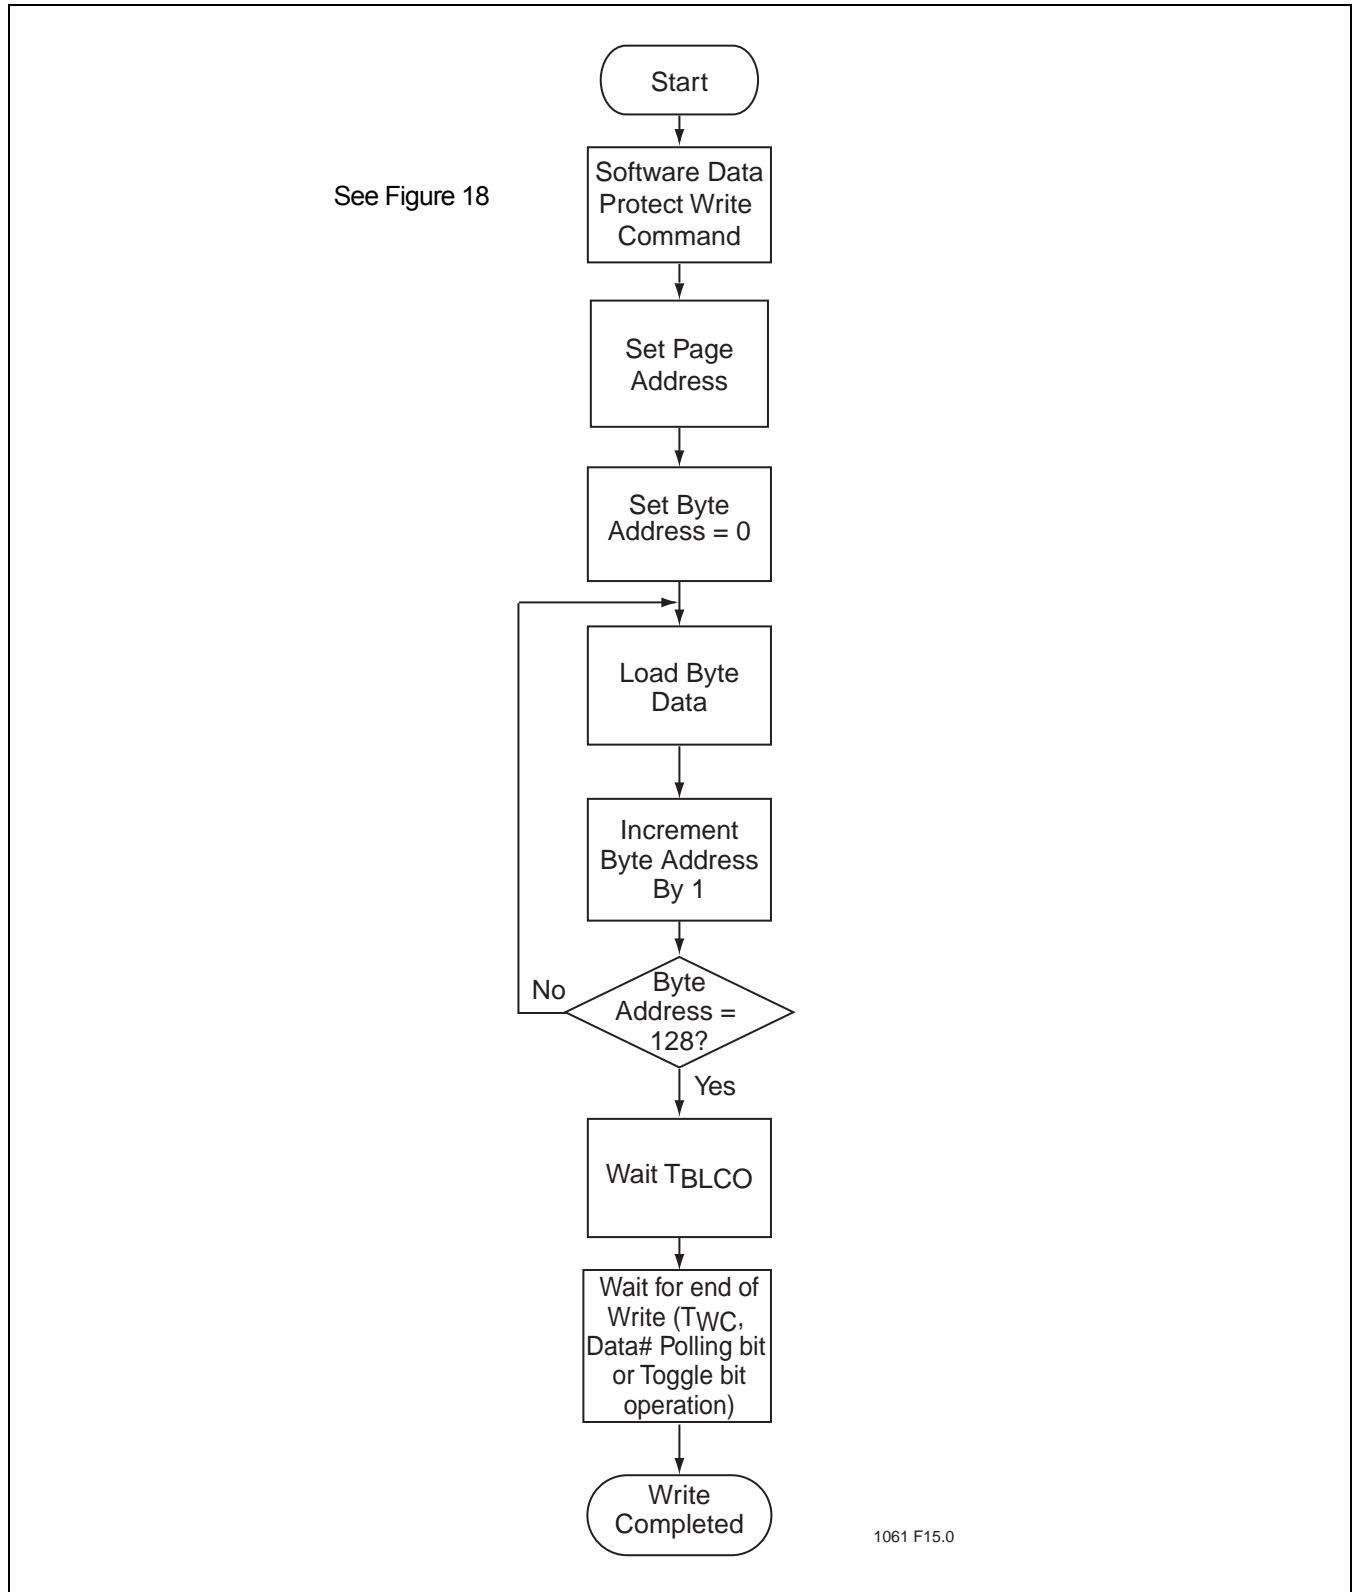 Start
See Figure 18
Software Data
Protect Write
Command
Set Page
Address
Set Byte
Address = 0
Load Byte
Data
Increment
Byte Address
By 1
No
Byte
Address =
128?
Yes
Wait TBLCO
Wait for end of
Write (TWC,
Data# Polling bit
or Toggle bit
operation)
Write
Completed
1061 F15.0